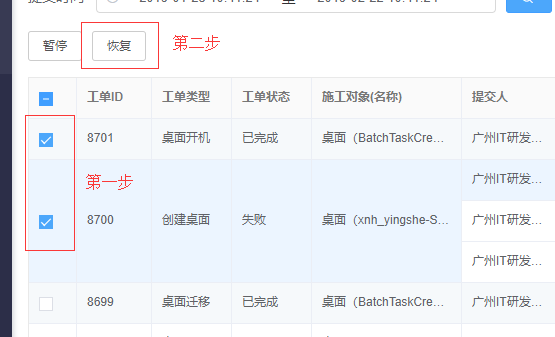 暂停 恢复 第二步
工单ID 工单类型 工单状态 施工对象(名称) 提交人
8701 桌面开机 已完成 桌面（BatchTaskCre… 广州IT研发…
广州IT研发…
第一步
8700 创建桌面 失败 桌面（xnh_yingshe-S… 广州IT研发…
广州IT研发…
8699 桌面迁移 已完成 桌面（BatchTaskCre… 广州IT研发…